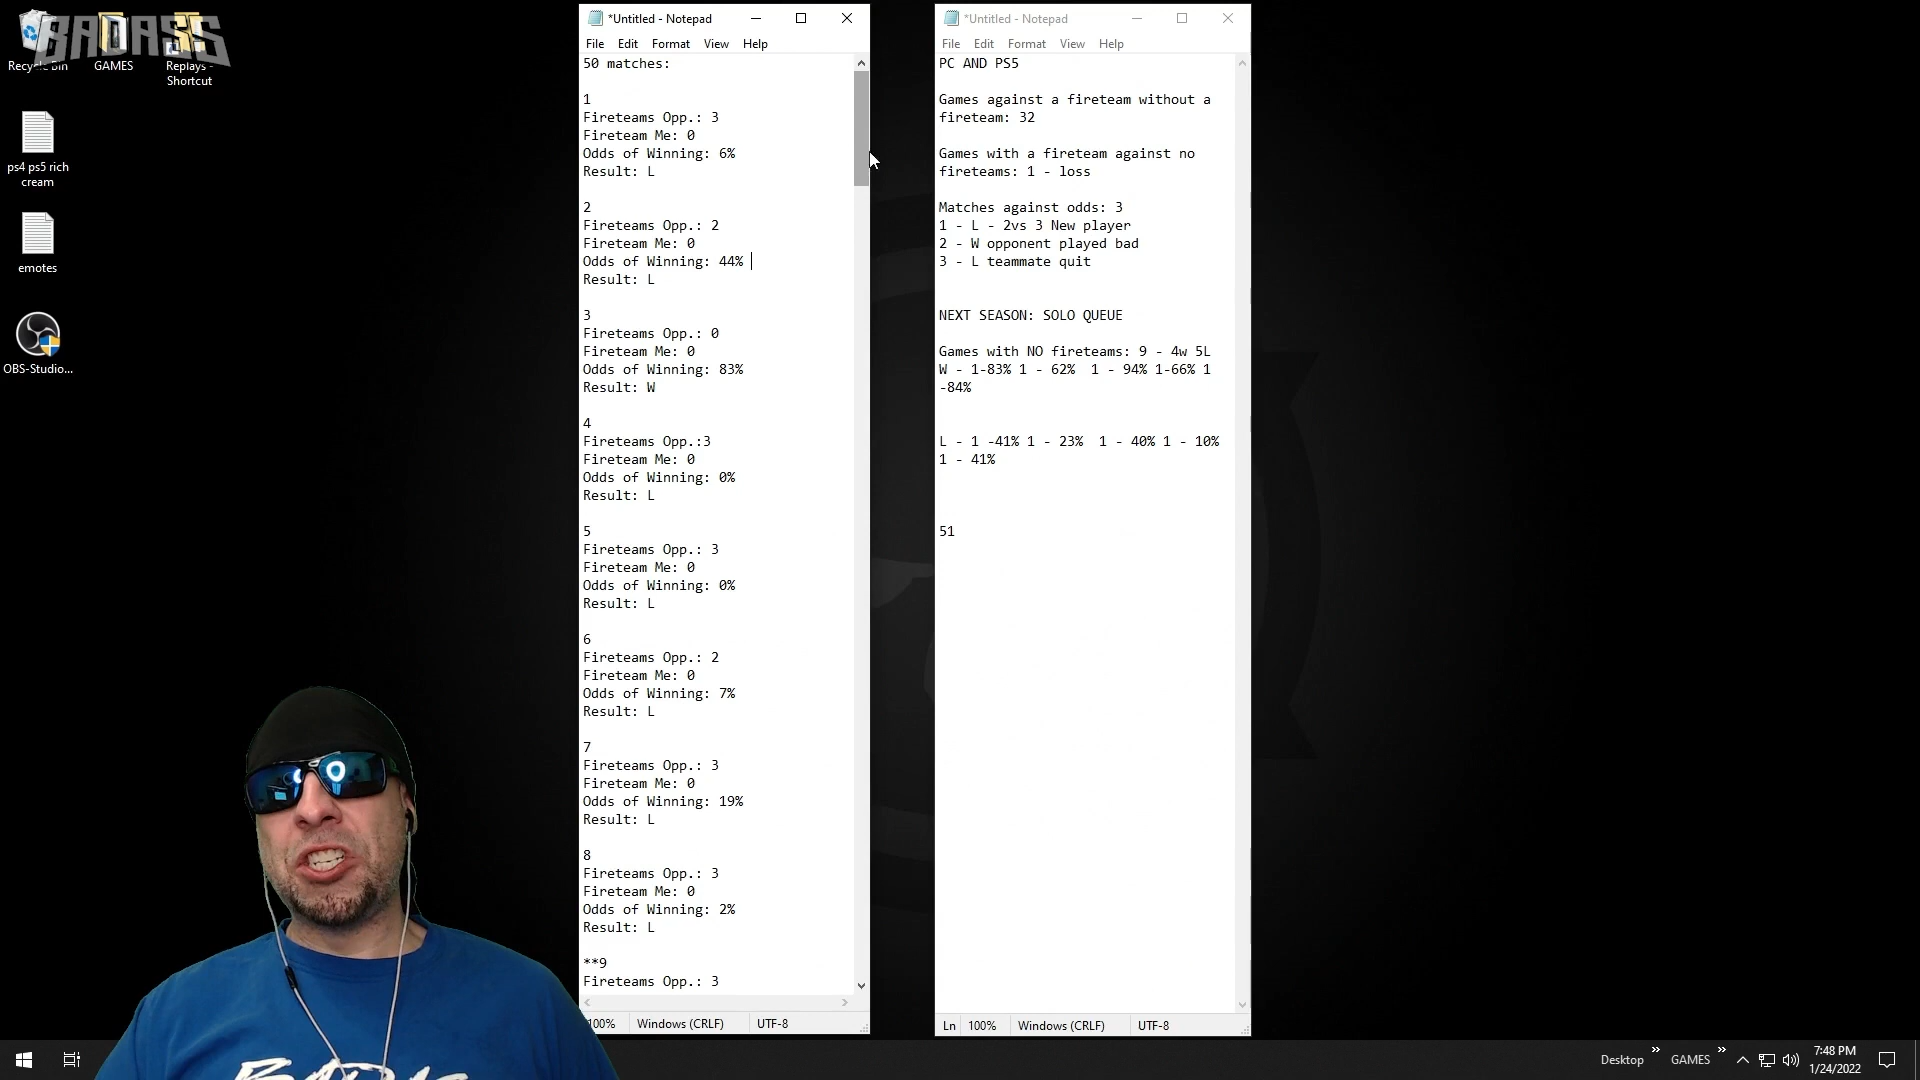 BADASS
Recycle Bin
GAMES
Replays -
Shortcut
ps4 ps5 rich
cream
emotes
OBS-Studio...
*Untitled - Notepad
File Edit Format View Help
50 matches:
1
Fireteams Opp.: 3
Fireteam Me: 0
Odds of Winning: 6%
Result: L
2
Fireteams Opp.: 2
Fireteam Me: 0
Odds of Winning: 44%
Result: L
3
Fireteams Opp.: 0
Fireteam Me: 0
Odds of Winning: 83%
Result: W
4
Fireteams Opp.:3
Fireteam Me: 0
Odds of Winning: 0%
Result: L
5
Fireteams Opp.: 3
Fireteam Me: 0
Odds of Winning: 0%
Result: L
6
Fireteams Opp.: 2
Fireteam Me: 0
Odds of Winning: 7%
Result: L
7
Fireteams Opp.: 3
Fireteam Me: 0
Odds of Winning: 19%
Result: L
8
Fireteams Opp.: 3
Fireteam Me: 0
Odds of Winning: 2%
Result: L
**9
Fireteams Opp.: 3
100% Windows (CRLF) UTF-8
*Untitled - Notepad
File Edit Format View Help
PC AND PS5
Games against a fireteam without a
fireteam: 32
Games with a fireteam against no
fireteams: 1 - loss
Matches against odds: 3
1 - L - 2vs 3 New player
2 - W opponent played bad
3 - L teammate quit
NEXT SEASON: SOLO QUEUE
Games with NO fireteams: 9 - 4w 5L
W - 1-83% 1 - 62%  1 - 94% 1-66% 1
-84%
L - 1 -41% 1 - 23%  1 - 40% 1 - 10%
1 - 41%
51
Ln 100% Windows (CRLF) UTF-8
Desktop » GAMES »
7:48 PM
1/24/2022